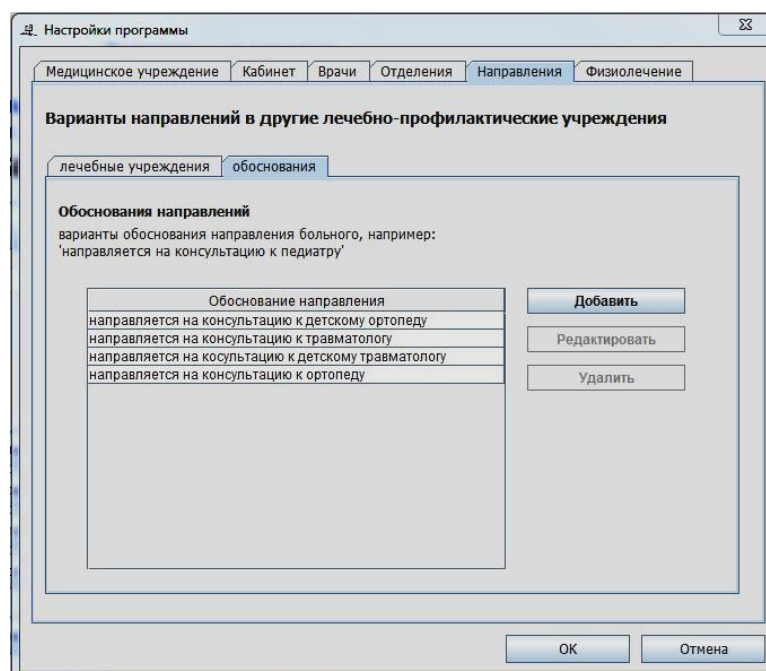 Настройки программы
Медицинское учреждение Кабинет Врачи Отделения Направления Физиолечение
Варианты направлений в другие лечебно-профилактические учреждения
лечебные учреждения обоснования
Обоснования направлений
варианты обоснования направления больного, например:
'направляется на консультацию к педиатру'
Обоснование направления
направляется на консультацию к детскому ортопеду
направляется на консультацию к травматологу
направляется на косультацию к детскому травматологу
направляется на консультацию к ортопеду
Добавить
Редактировать
Удалить
OK Отмена